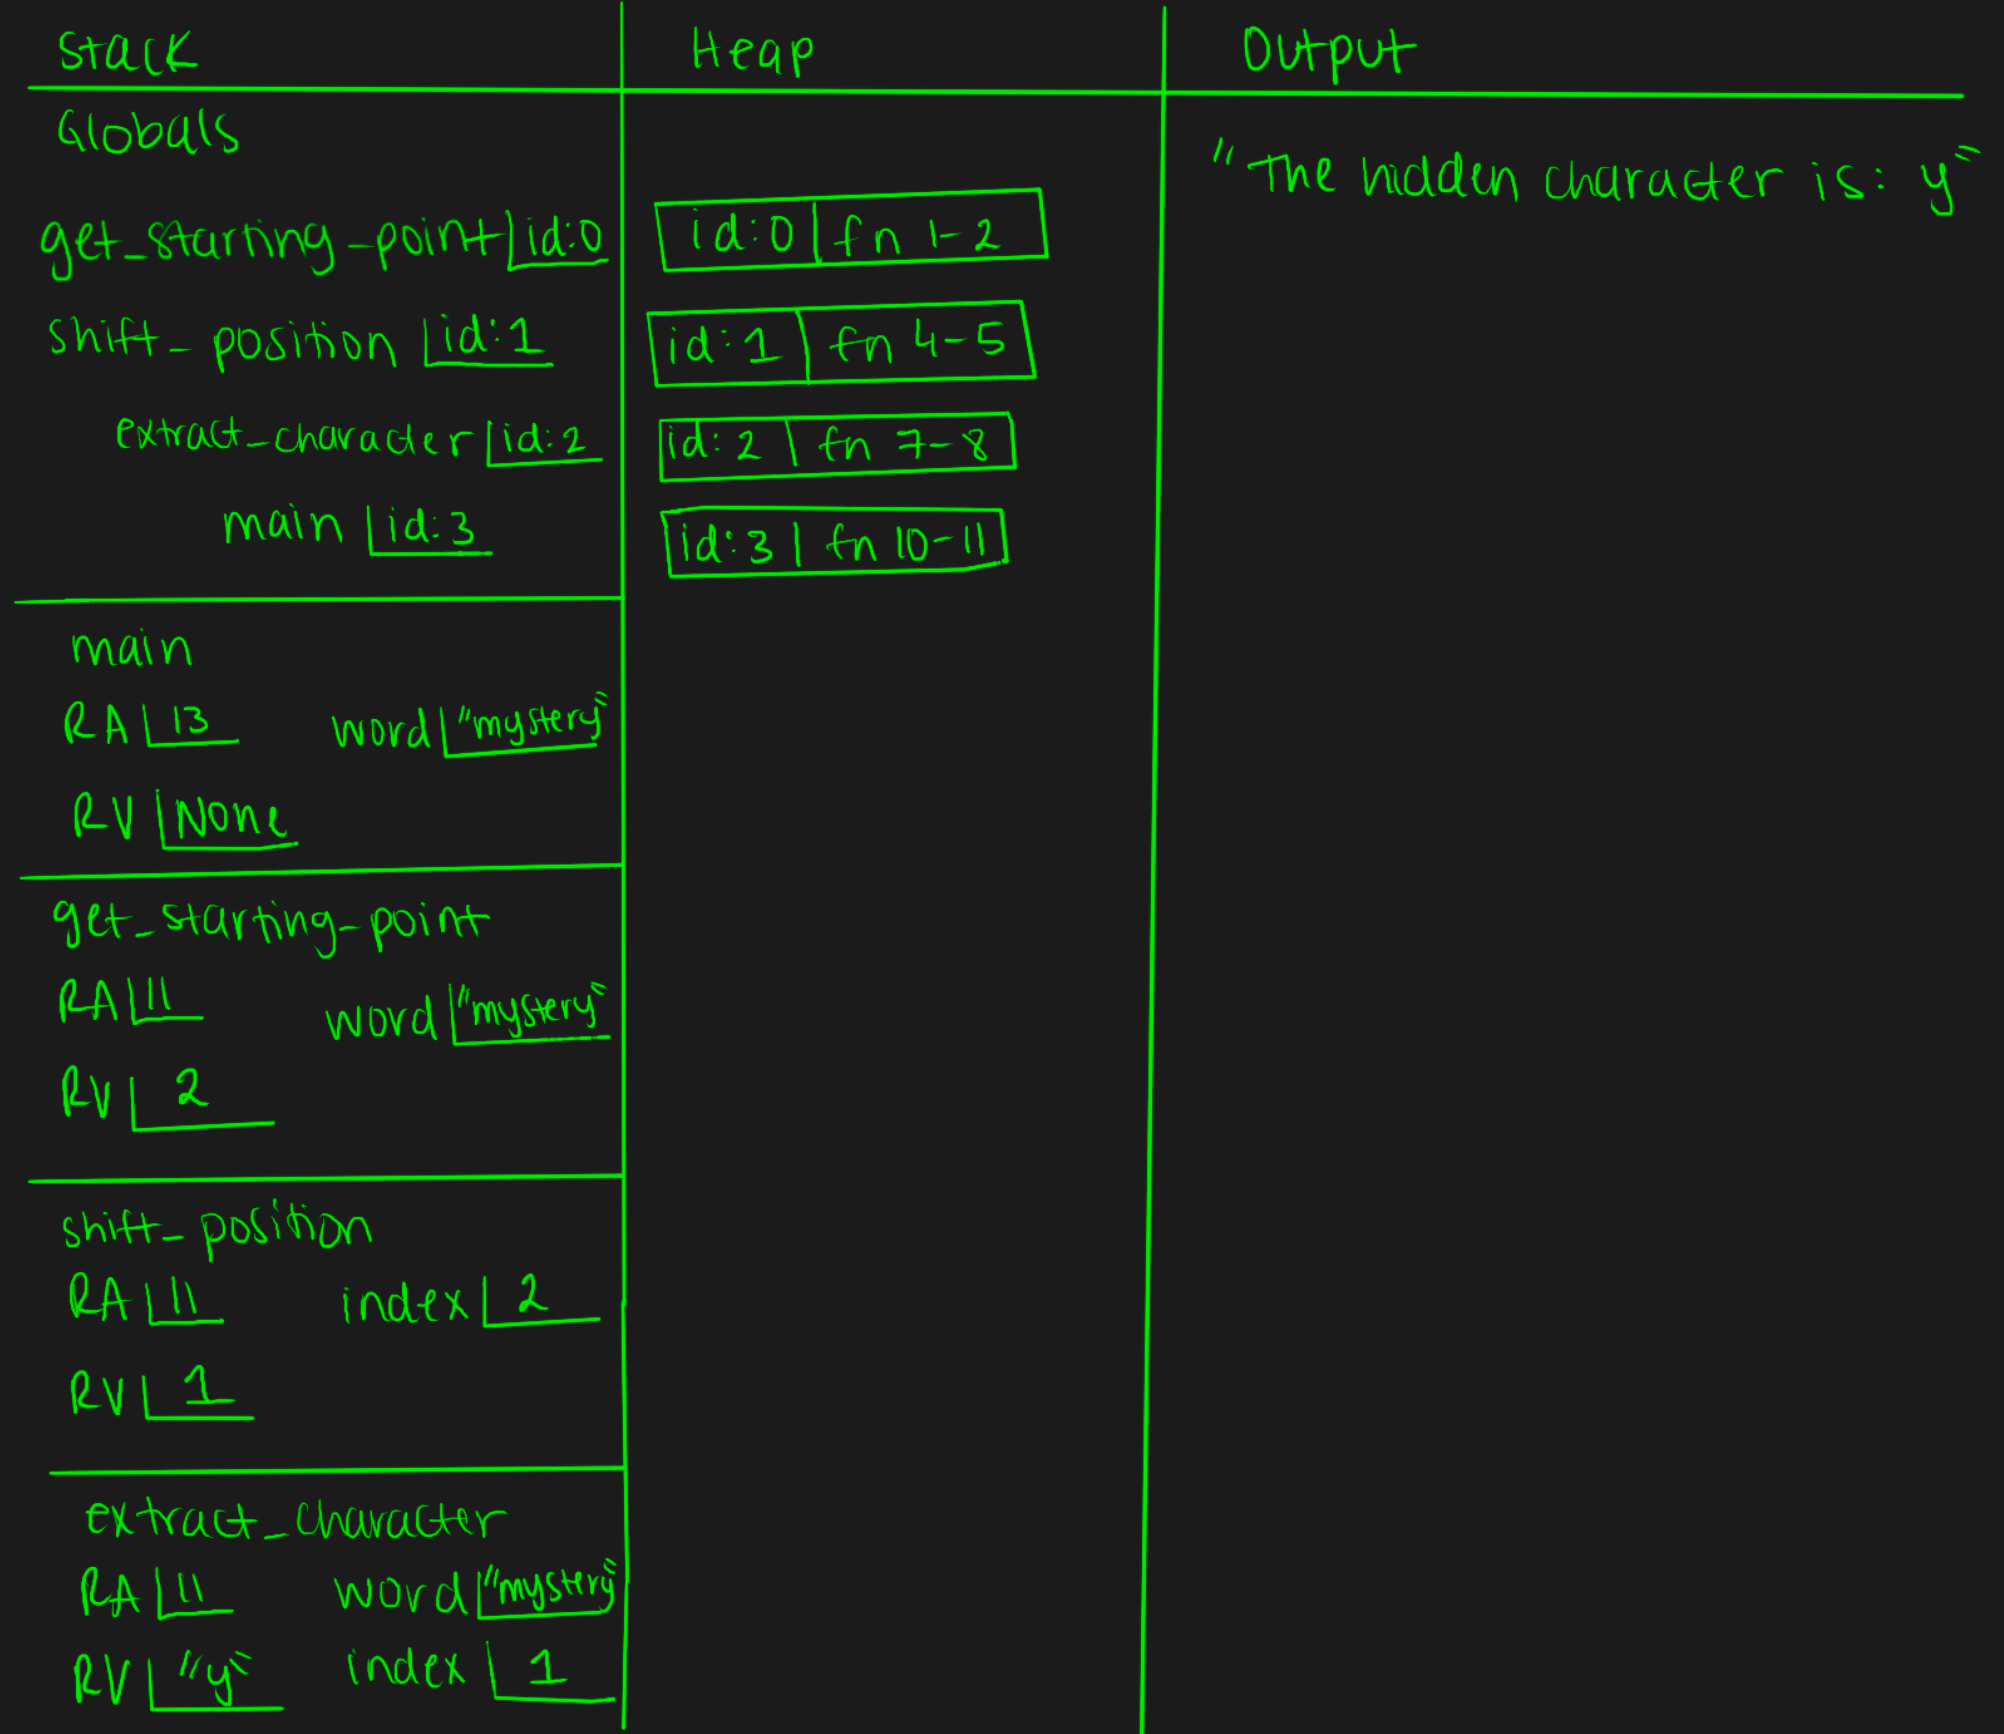 Stack
Heap
Output
Globals
"The hidden character is: y"
get_starting_point id:0
id:0 fn 1-2
shift_position id:1
id:1 fn 4-5
extract_character id:2
id:2 fn 7-8
main id:3
id:3 fn 10-11
main
RA 13 word "mystery"
RV None
get_starting_point
RA 11 word "mystery"
RV 2
shift_position
RA 11 index 2
RV 1
extract_character
RA 11 word "mystery"
RV "y" index 1